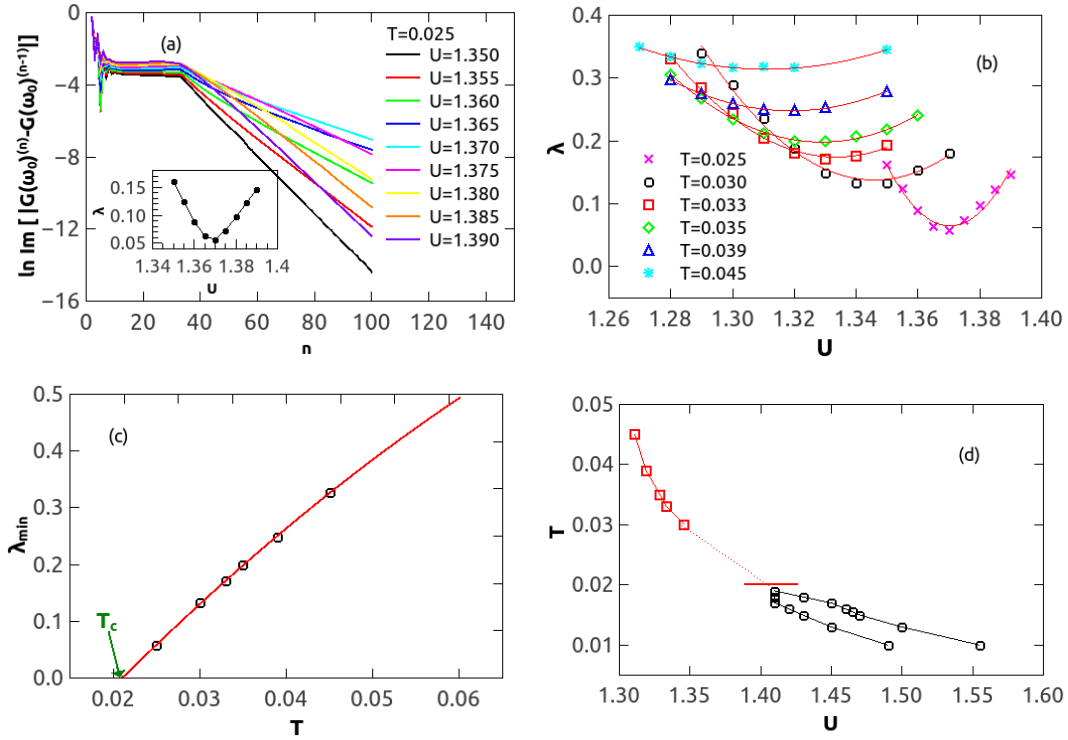 (a)
ln Im [ |G(ω₀)⁽ⁿ⁾-G(ω₀)⁽ⁿ⁻¹⁾|]
0
−4
−8
−12
−16
0 20 40 60 80 100 120 140
n
T=0.025
U=1.350
U=1.355
U=1.360
U=1.365
U=1.370
U=1.375
U=1.380
U=1.385
U=1.390
λ
0.15
0.10
0.05
1.34 1.36 1.38 1.4
U
(b)
λ
0.4
0.3
0.2
0.1
0.0
T=0.025
T=0.030
T=0.033
T=0.035
T=0.039
T=0.045
1.26 1.28 1.30 1.32 1.34 1.36 1.38 1.40
U
(c)
λmin
0.5
0.4
0.3
0.2
0.1
0.0
Tc
0.02 0.03 0.04 0.05 0.06
T
(d)
T
0.05
0.04
0.03
0.02
0.01
1.30 1.35 1.40 1.45 1.50 1.55 1.60
U